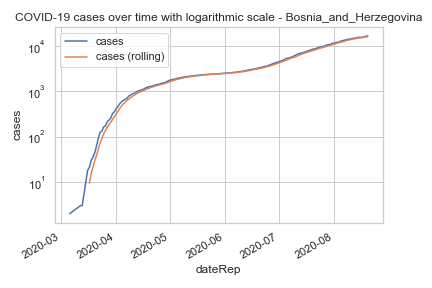 COVID-19 cases over time with logarithmic scale - Bosnia_and_Herzegovina
cases
cases (rolling)
10^4
10^3
10^2
10^1
cases
2020-03
2020-04
2020-05
2020-06
2020-07
2020-08
dateRep